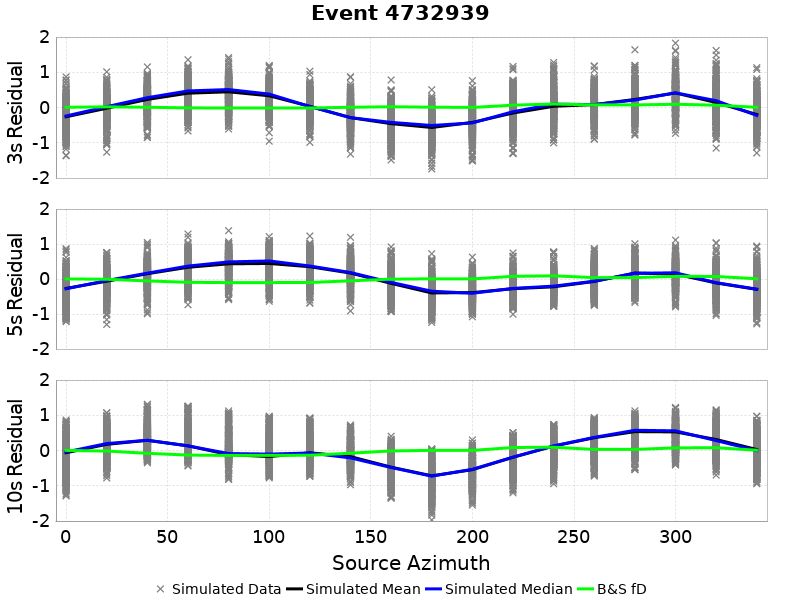 Event 4732939
3s Residual
2
1
0
-1
-2
5s Residual
2
1
0
-1
-2
10s Residual
2
1
0
-1
-2
0 50 100 150 200 250 300
Source Azimuth
Simulated Data Simulated Mean Simulated Median B&S fD